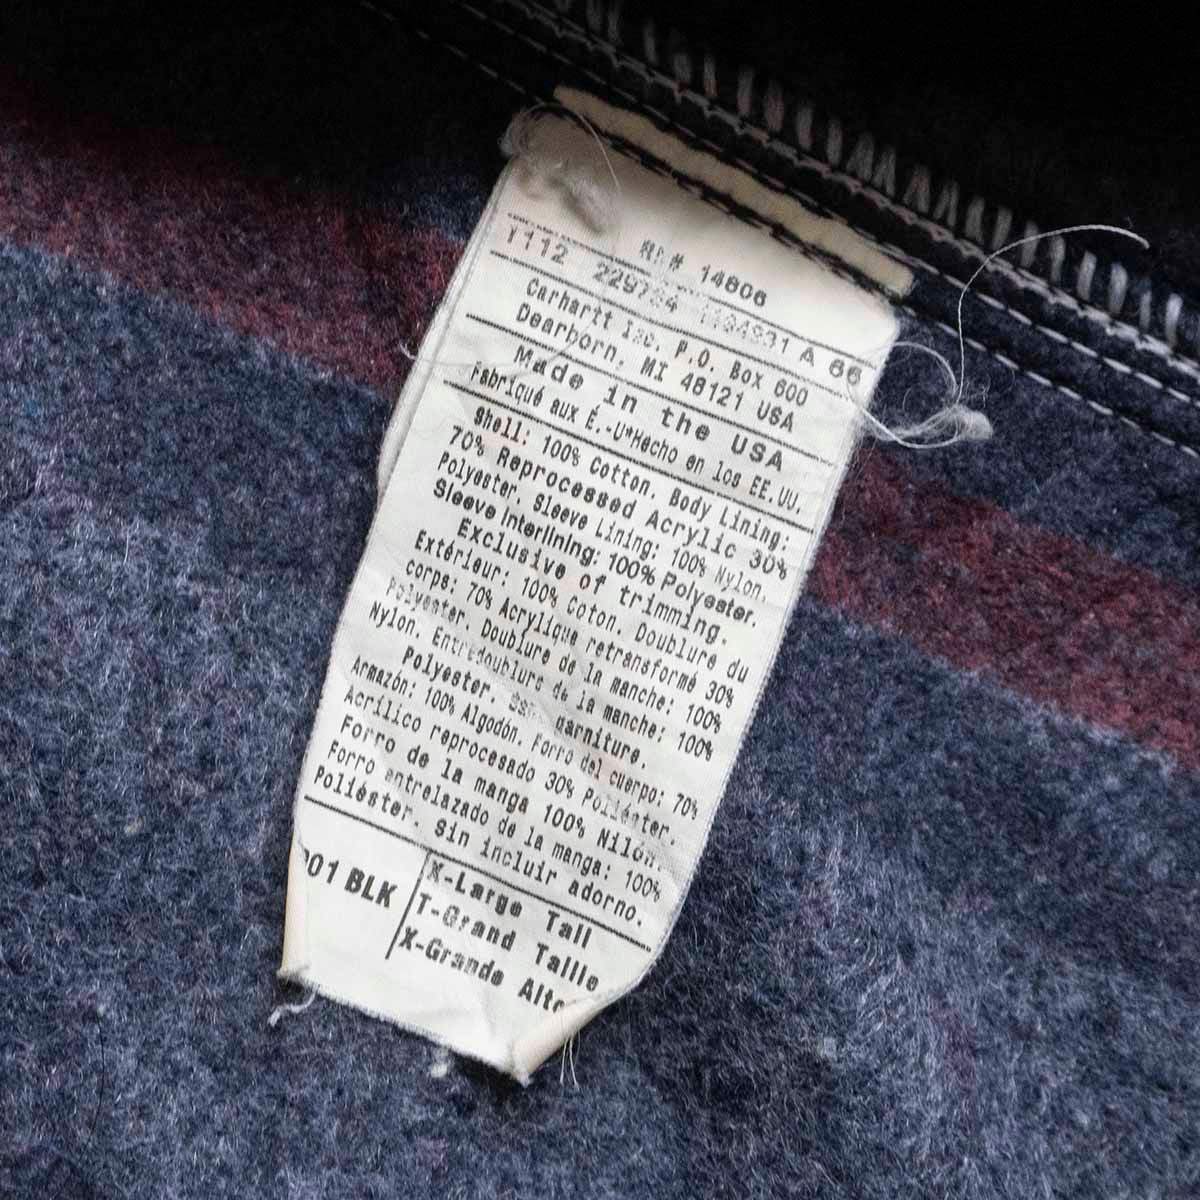 RN# 14806
1112 229724 1194931 A 66
Carhartt Inc. P.O. Box 600
Dearborn, MI 48121 USA
Made in the USA
Fabriqué aux É.-U*Hecho en los EE.UU.
Shell: 100% Cotton. Body Lining:
70% Reprocessed Acrylic 30%
Polyester. Sleeve Lining: 100% Nylon.
Sleeve Interlining: 100% Polyester.
Exclusive of trimming.
Extérieur: 100% Coton. Doublure du
corps: 70% Acrylique retransformé 30%
Polyester. Doublure de la manche: 100%
Nylon. Entredoublure de la manche: 100%
Polyester. Sans garniture.
Armazón: 100% Algodón. Forro del cuerpo: 70%
Acrílico reprocesado 30% Poliéster.
Forro de la manga 100% Nilón.
Forro entrelazado de la manga: 100%
Poliéster. Sin incluir adorno.
001 BLK
X-Large Tall
T-Grand Taille
X-Grande Alto